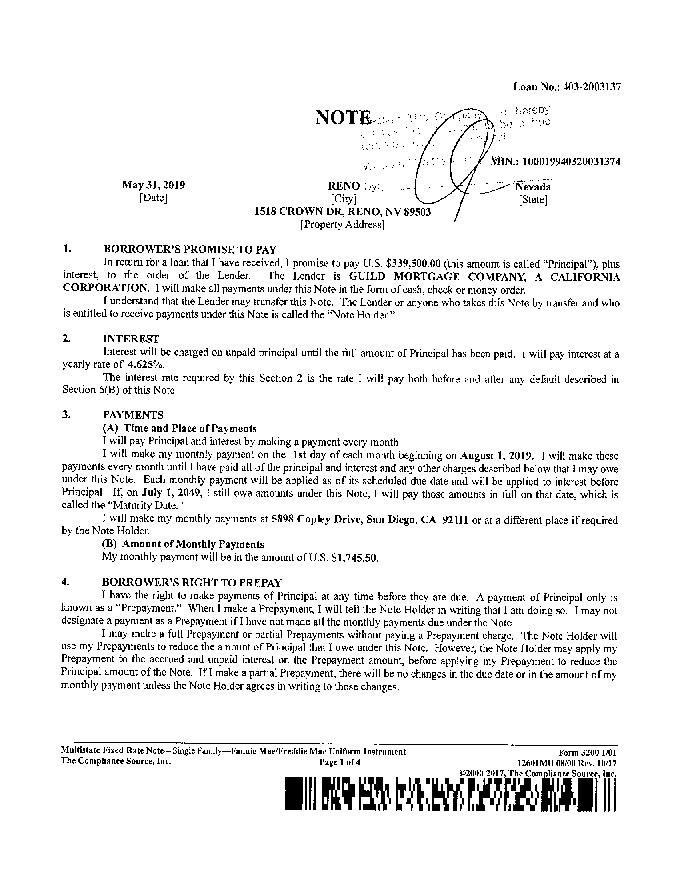 Loan No.: 403-2003137
NOTE
hereby
MIN.: 100019940320031374
May 31, 2019 RENO Nevada
[Date] [City] [State]
1518 CROWN DR, RENO, NV 89503
[Property Address]
1. BORROWER'S PROMISE TO PAY
In return for a loan that I have received, I promise to pay U.S. $339,500.00 (this amount is called "Principal"), plus
interest, to the order of the Lender. The Lender is GUILD MORTGAGE COMPANY, A CALIFORNIA
CORPORATION. I will make all payments under this Note in the form of cash, check or money order.
I understand that the Lender may transfer this Note. The Lender or anyone who takes this Note by transfer and who
is entitled to receive payments under this Note is called the "Note Holder"
2. INTEREST
Interest will be charged on unpaid principal until the full amount of Principal has been paid. I will pay interest at a
yearly rate of 4.625%.
The interest rate required by this Section 2 is the rate I will pay both before and after any default described in
Section 6(B) of this Note
3. PAYMENTS
(A) Time and Place of Payments
I will pay Principal and interest by making a payment every month
I will make my monthly payment on the 1st day of each month beginning on August 1, 2019. I will make these
payments every month until I have paid all of the principal and interest and any other charges described below that I may owe
under this Note. Each monthly payment will be applied as of its scheduled due date and will be applied to interest before
Principal If, on July 1, 2049, I still owe amounts under this Note, I will pay those amounts in full on that date, which is
called the "Maturity Date."
I will make my monthly payments at 5898 Copley Drive, San Diego, CA 92111 or at a different place if required
by the Note Holder.
(B) Amount of Monthly Payments
My monthly payment will be in the amount of U.S. $1,745.50.
4. BORROWER'S RIGHT TO PREPAY
I have the right to make payments of Principal at any time before they are due. A payment of Principal only is
known as a "Prepayment." When I make a Prepayment, I will tell the Note Holder in writing that I am doing so. I may not
designate a payment as a Prepayment if I have not made all the monthly payments due under the Note
I may make a full Prepayment or partial Prepayments without paying a Prepayment charge. The Note Holder will
use my Prepayments to reduce the amount of Principal that I owe under this Note. However, the Note Holder may apply my
Prepayment to the accrued and unpaid interest on the Prepayment amount, before applying my Prepayment to reduce the
Principal amount of the Note. If I make a partial Prepayment, there will be no changes in the due date or in the amount of my
monthly payment unless the Note Holder agrees in writing to those changes.
Multistate Fixed Rate Note—Single Family—Fannie Mae/Freddie Mac Uniform Instrument Form 3200 1/01
The Compliance Source, Inc. Page 1 of 4 12601MU 08/00 Rev. 10/17
©2000-2017, The Compliance Source, Inc.